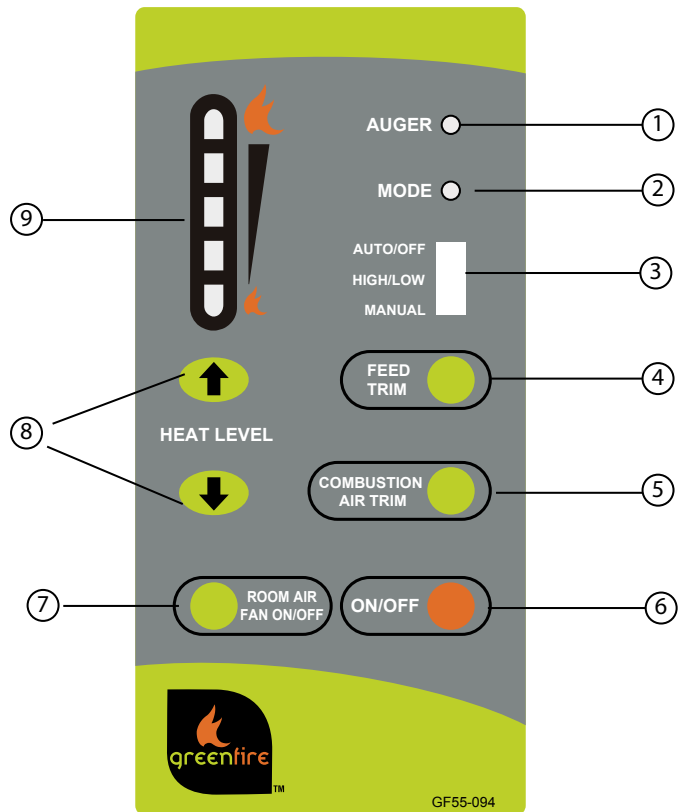 AUGER
1
MODE
2
9
AUTO/OFF
HIGH/LOW
MANUAL
3
FEED
TRIM
4
8
HEAT LEVEL
COMBUSTION
AIR TRIM
5
7
ROOM AIR
FAN ON/OFF
ON/OFF
6
greenfire
TM
GF55-094